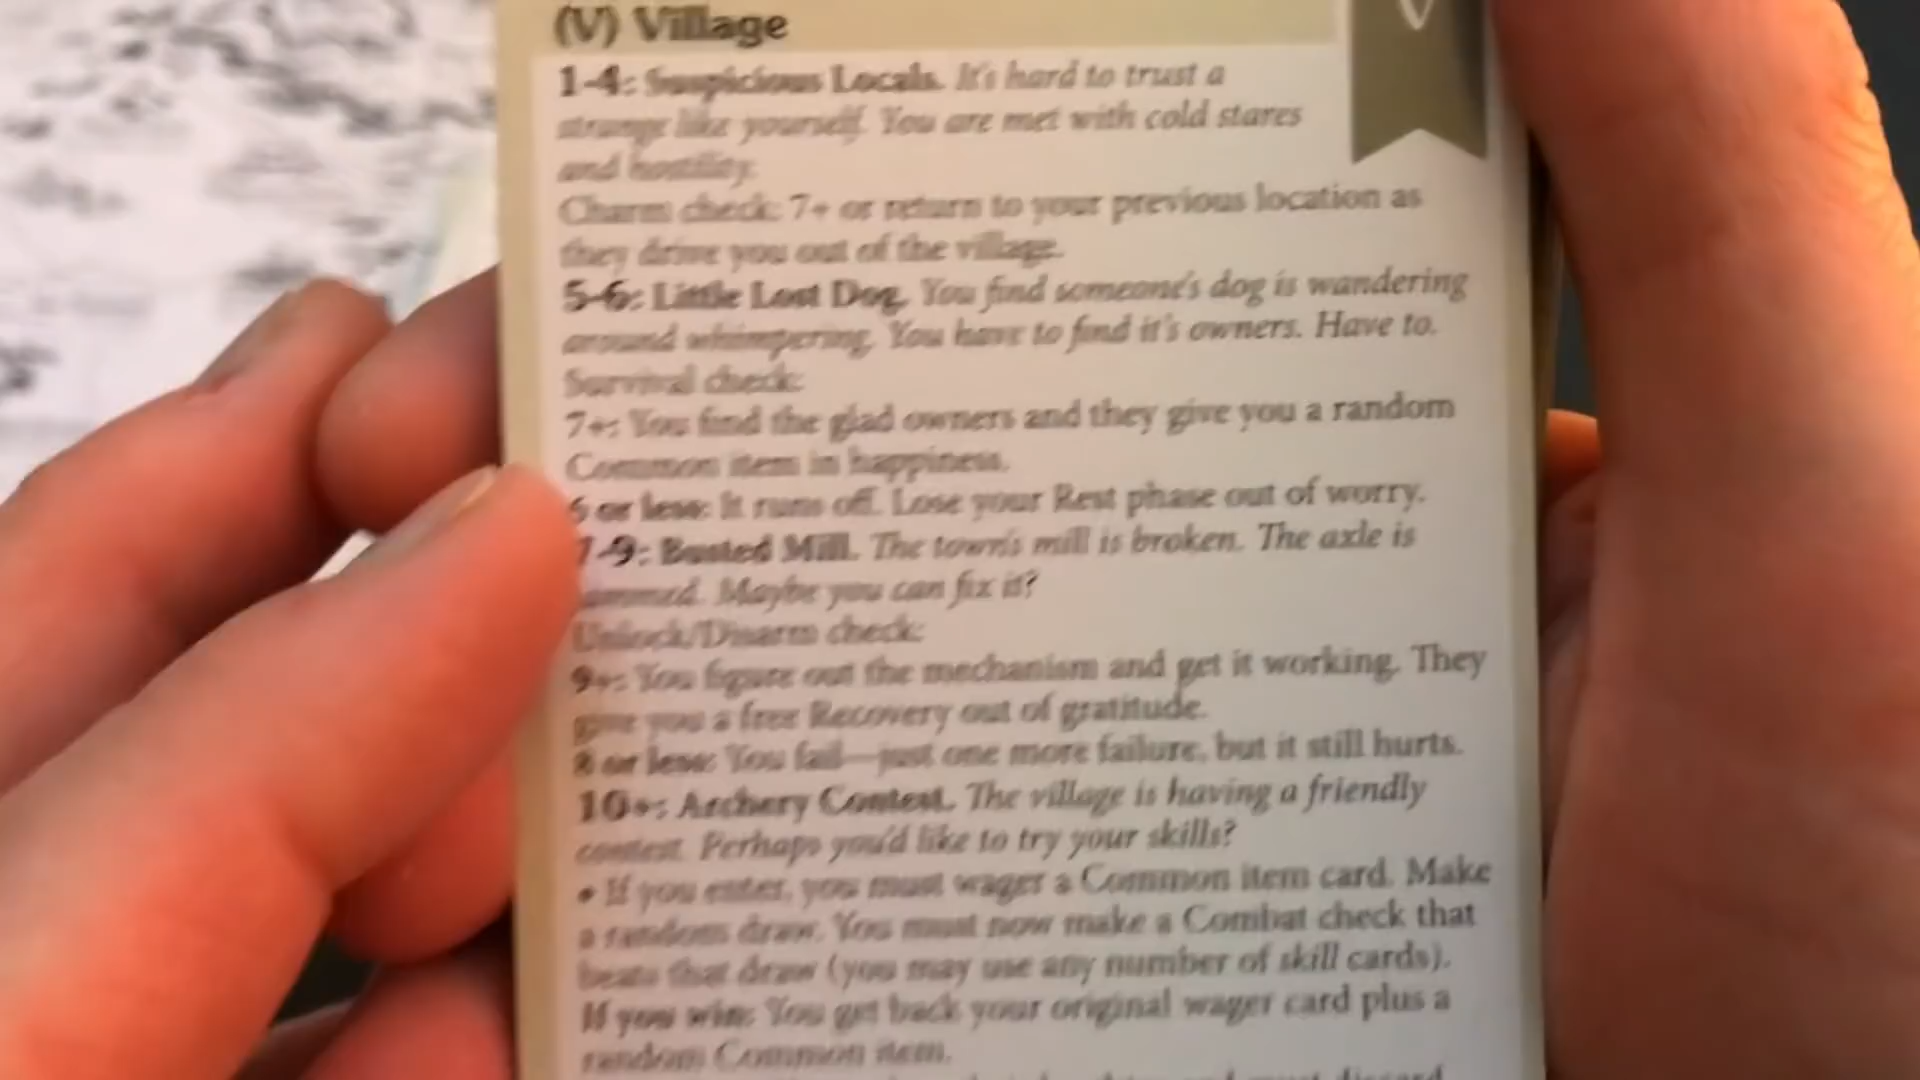 (V) Village
V
1-4: Suspicious Locals. It's hard to trust a
strange like yourself. You are met with cold stares
and hostility.
Charm check: 7+ or return to your previous location as
they drive you out of the village.
5-6: Little Lost Dog. You find someone's dog is wandering
around whimpering. You have to find it's owners. Have to.
Survival check:
7+: You find the glad owners and they give you a random
Common item in happiness.
6 or less: It runs off. Lose your Rest phase out of worry.
7-9: Busted Mill. The town's mill is broken. The axle is
jammed. Maybe you can fix it?
Unlock/Disarm check:
9+: You figure out the mechanism and get it working. They
give you a free Recovery out of gratitude.
8 or less: You fail—just one more failure, but it still hurts.
10+: Archery Contest. The village is having a friendly
contest. Perhaps you'd like to try your skills?
• If you enter, you must wager a Common item card. Make
a random draw. You must now make a Combat check that
beats that draw (you may use any number of skill cards).
If you win: You get back your original wager card plus a
random Common item.
must discard